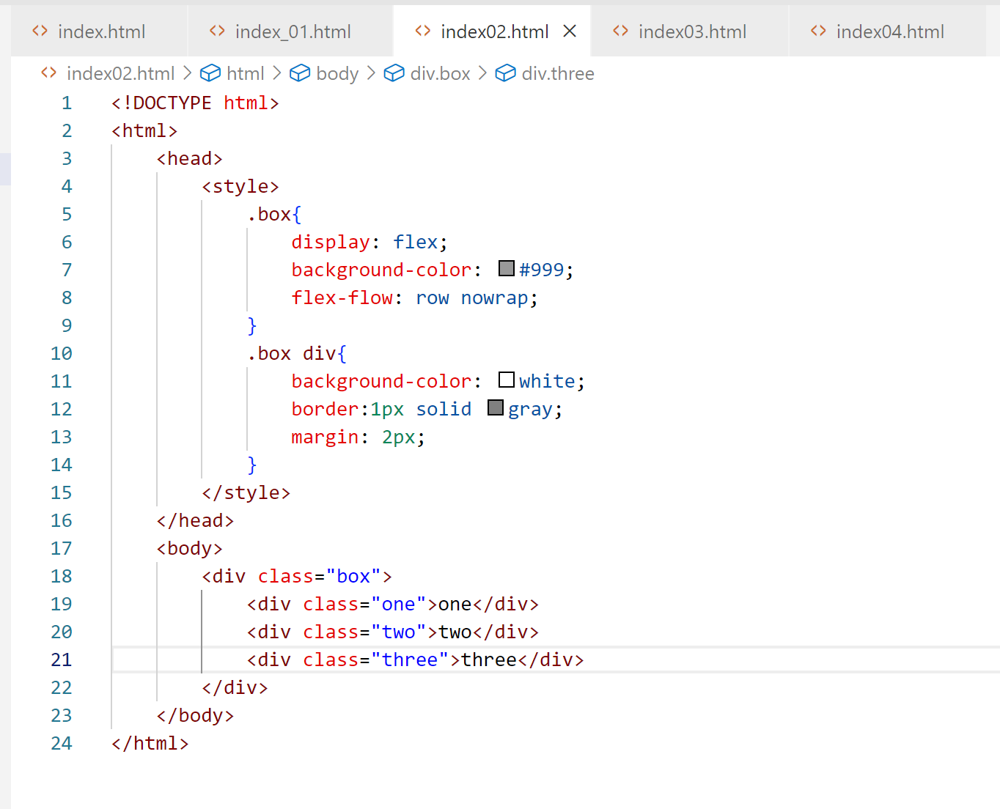 index.html index_01.html index02.html index03.html index04.html
index02.html > html > body > div.box > div.three
1 <!DOCTYPE html>
2 <html>
3 <head>
4 <style>
5 .box{
6 display: flex;
7 background-color: #999;
8 flex-flow: row nowrap;
9 }
10 .box div{
11 background-color: white;
12 border:1px solid gray;
13 margin: 2px;
14 }
15 </style>
16 </head>
17 <body>
18 <div class="box">
19 <div class="one">one</div>
20 <div class="two">two</div>
21 <div class="three">three</div>
22 </div>
23 </body>
24 </html>